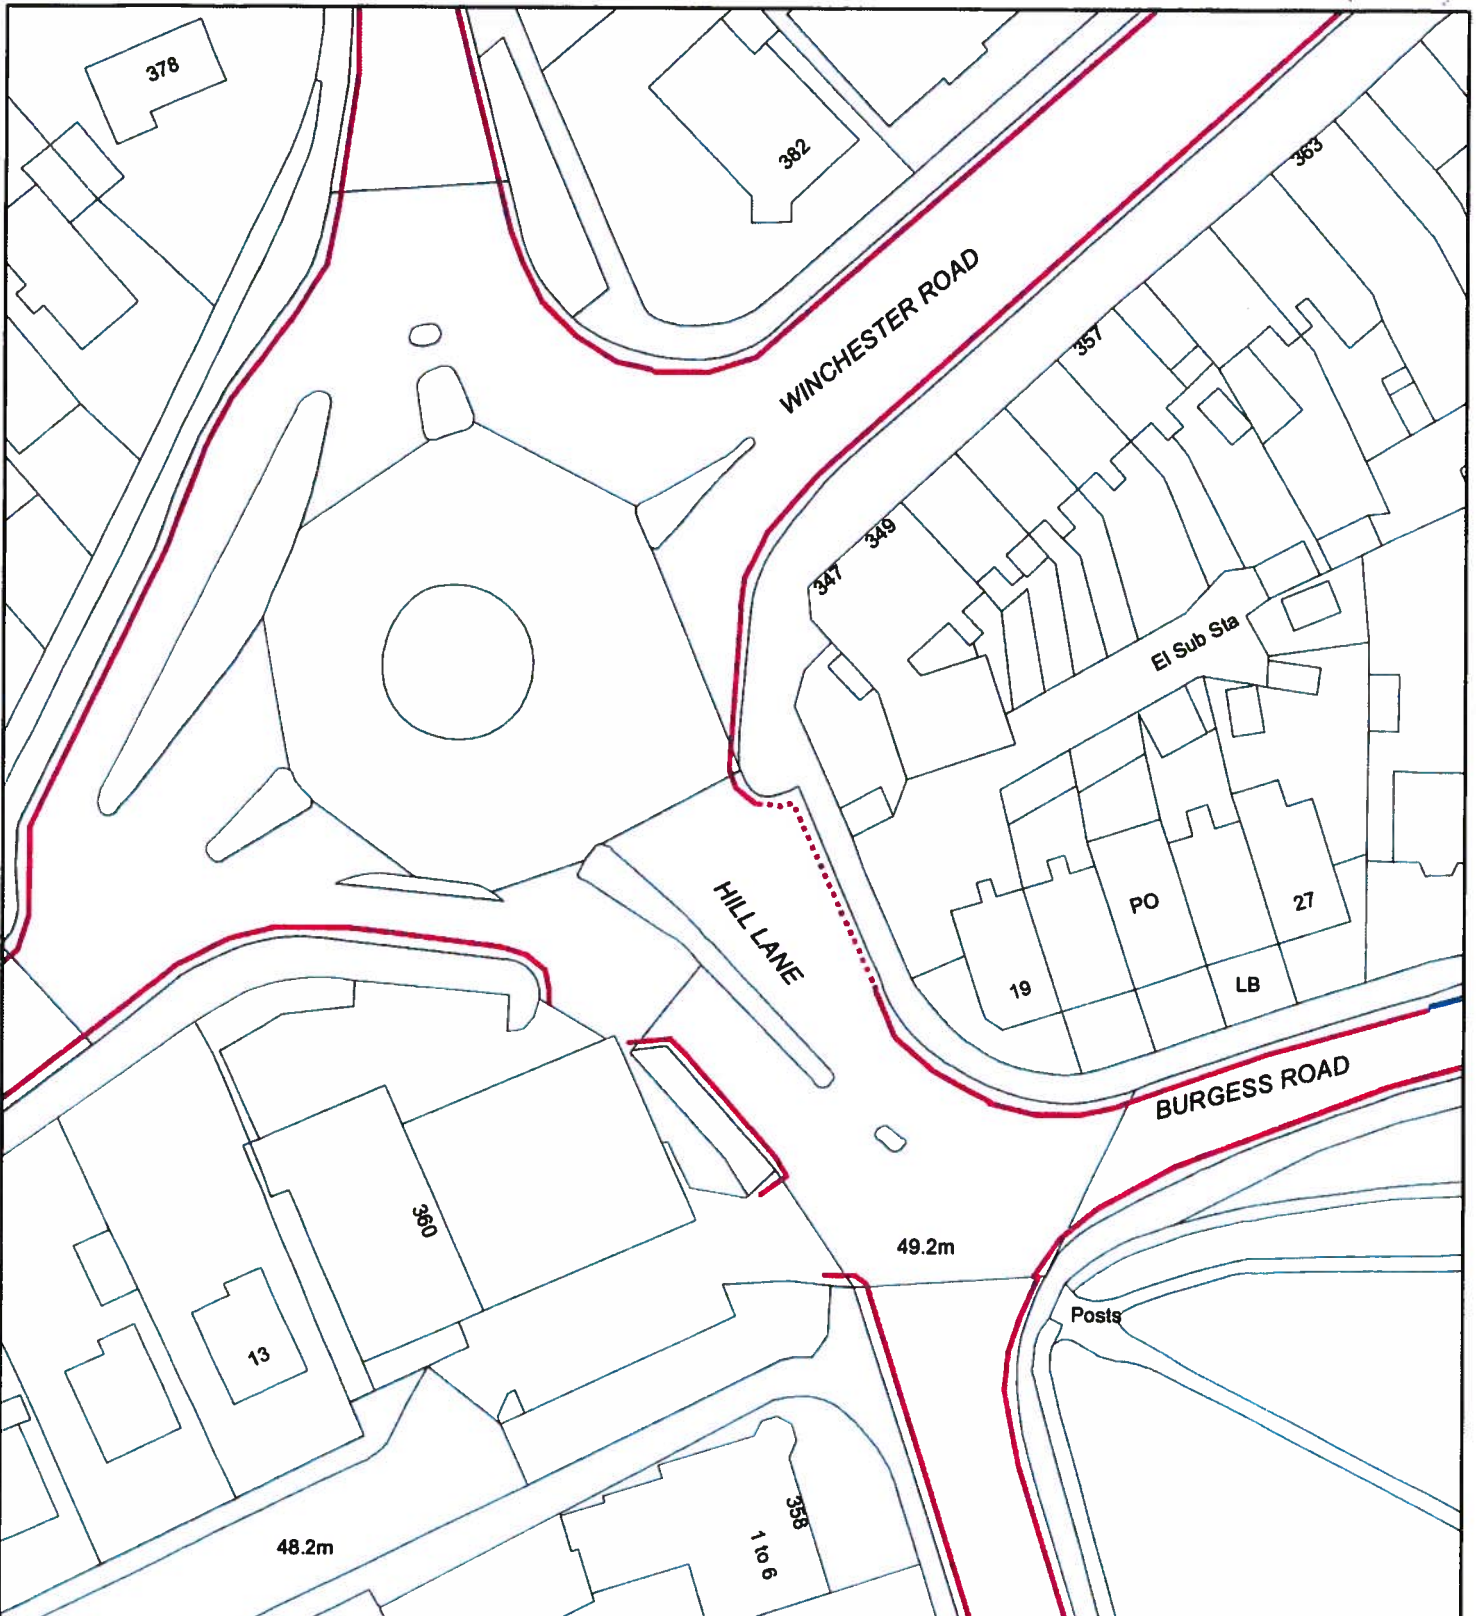 378
382
363
WINCHESTER ROAD
357
349
347
El Sub Sta
HILL LANE
PO
27
19
LB
BURGESS ROAD
360
49.2m
Posts
13
358
1 to 6
48.2m